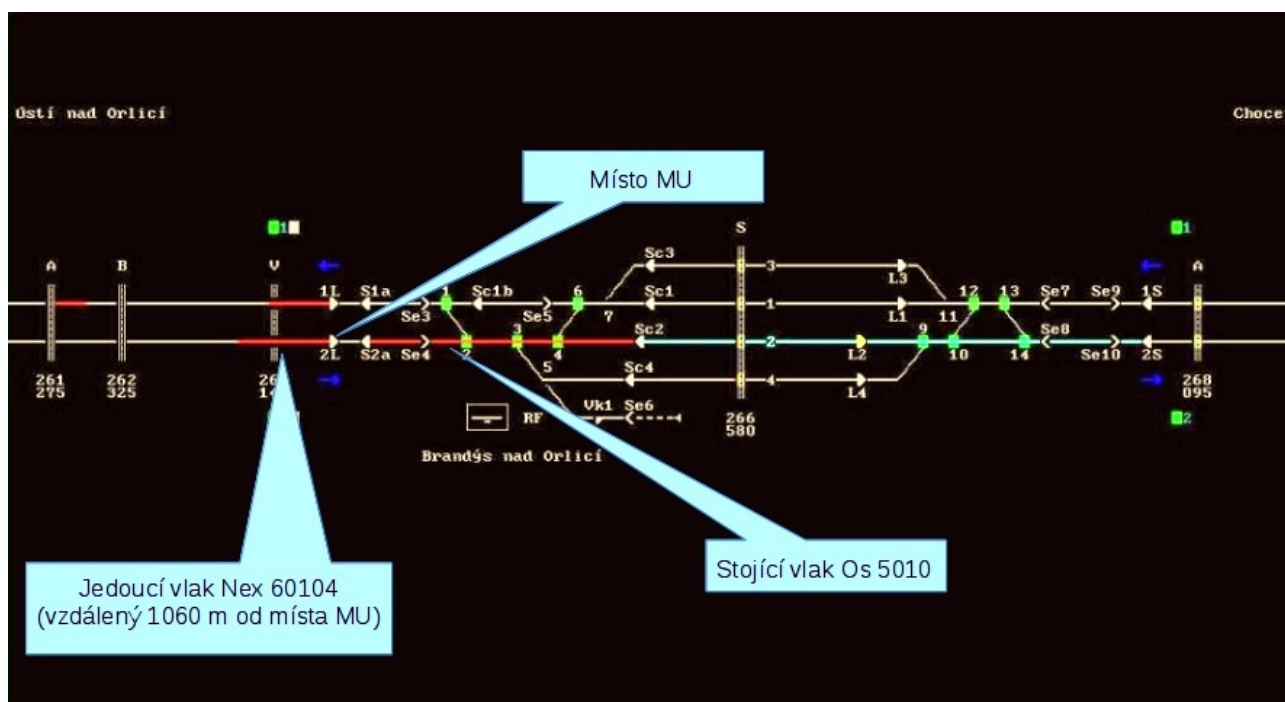 Ústí nad Orlicí
Choce
Místo MU
S
1
1
A
B
V
Sc3
3
L3
A
1L
S1a
Se3
1
Sc1b
Se5
6
7
Sc1
1
L1
11
12
13
Se7
Se9
1S
2L
S2a
Se4
2
3
4
5
Sc2
2
L2
9
10
14
Se8
Se10
2S
Sc4
4
L4
261
275
262
325
266
580
268
095
RF
Vk1
Se6
2
Brandýs nad Orlicí
Stojící vlak Os 5010
Jedoucí vlak Nex 60104
(vzdálený 1060 m od místa MU)